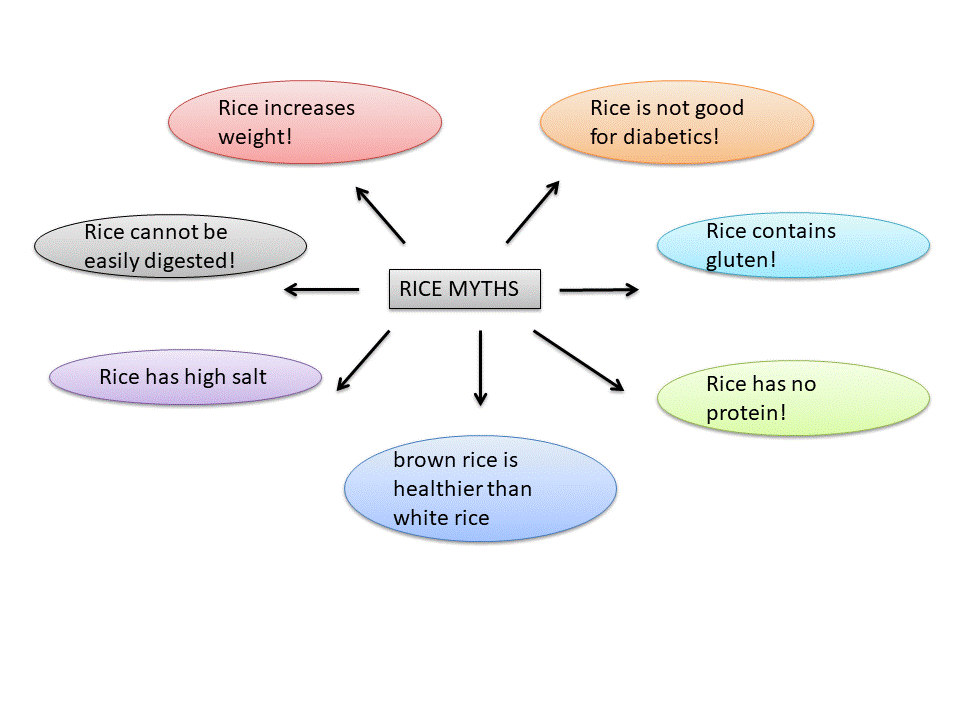 Rice increases
weight!
Rice is not good
for diabetics!
Rice cannot be
easily digested!
Rice contains
gluten!
RICE MYTHS
Rice has high salt
Rice has no
protein!
brown rice is
healthier than
white rice